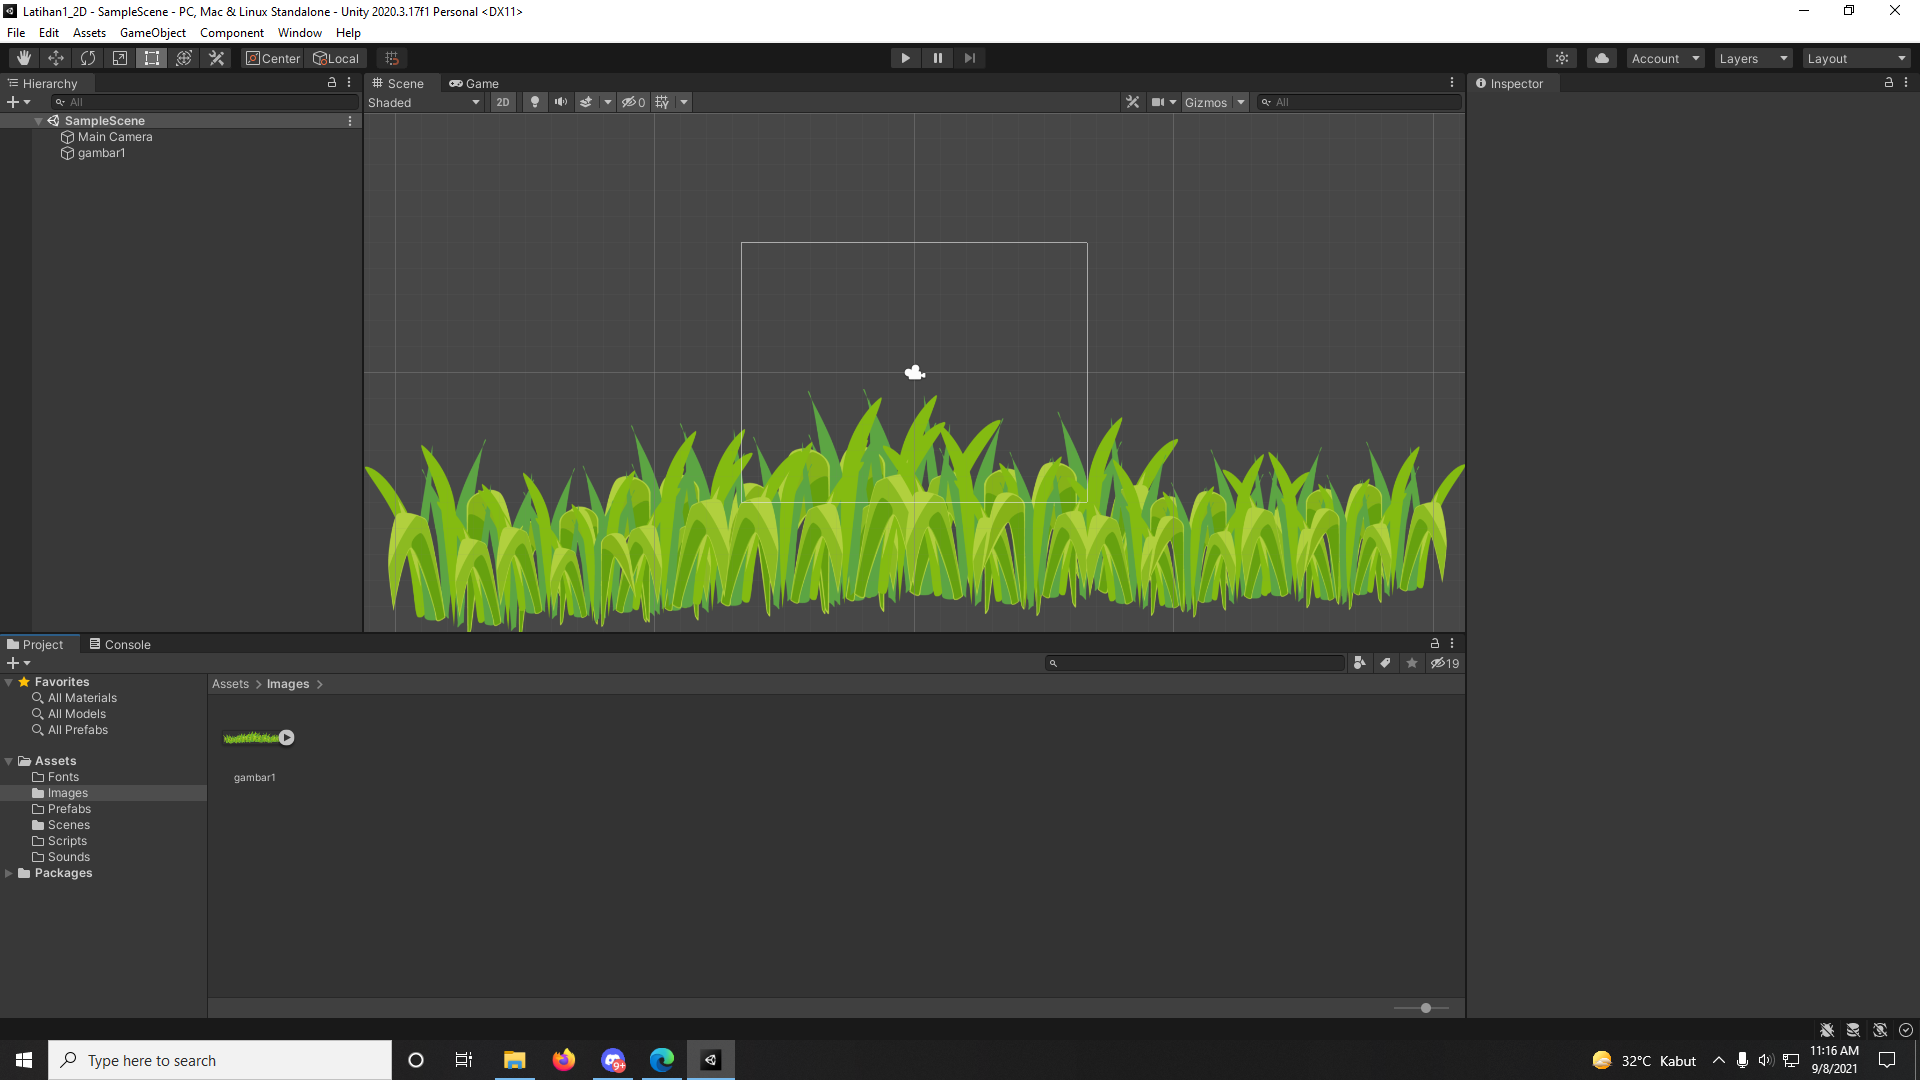 Latihan1_2D - SampleScene - PC, Mac & Linux Standalone - Unity 2020.3.17f1 Personal <DX11>
File Edit Assets GameObject Component Window Help
Center Local Account Layers Layout
Hierarchy
All
SampleScene
Main Camera
gambar1
Scene Game
Shaded 2D 0 Gizmos All
Inspector
Project Console
19
Favorites
All Materials
All Models
All Prefabs
Assets
Fonts
Images
Prefabs
Scenes
Scripts
Sounds
Packages
Assets > Images >
gambar1
Type here to search
9+
32°C Kabut
11:16 AM
9/8/2021